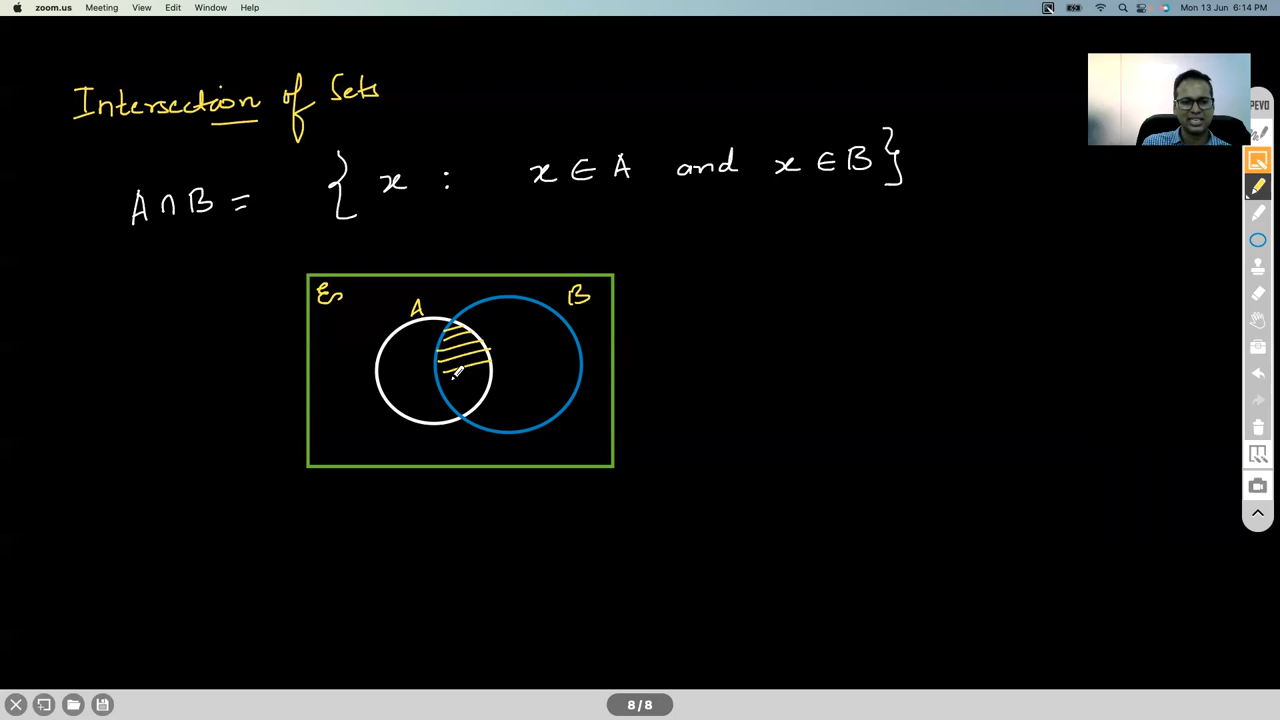 zoom.us Meeting View Edit Window Help Mon 13 Jun 6:14 PM
Intersection of Sets
A ∩ B = { x : x ∈ A and x ∈ B }
A B
8/8